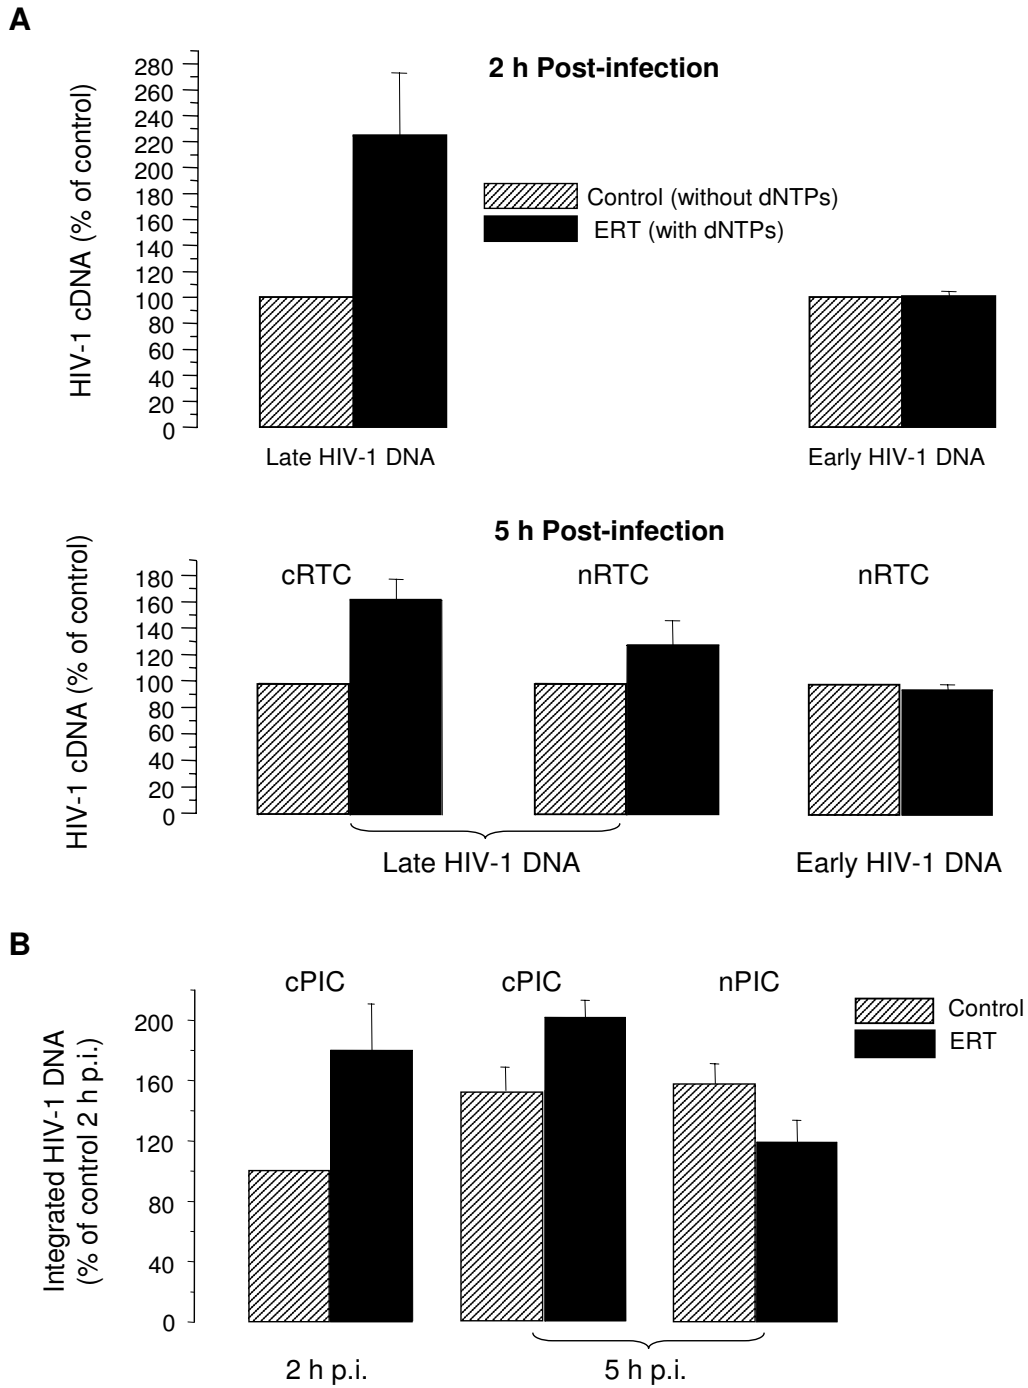 A
2 h Post-infection
HIV-1 cDNA (% of control)
280
260
240
220
200
180
160
140
120
100
80
60
40
20
0
Control (without dNTPs)
ERT (with dNTPs)
Late HIV-1 DNA
Early HIV-1 DNA
5 h Post-infection
HIV-1 cDNA (% of control)
180
160
140
120
100
80
60
40
20
0
cRTC
nRTC
nRTC
Late HIV-1 DNA
Early HIV-1 DNA
B
Integrated HIV-1 DNA
(% of control 2 h p.i.)
200
160
120
80
40
0
cPIC
cPIC
nPIC
Control
ERT
2 h p.i.
5 h p.i.